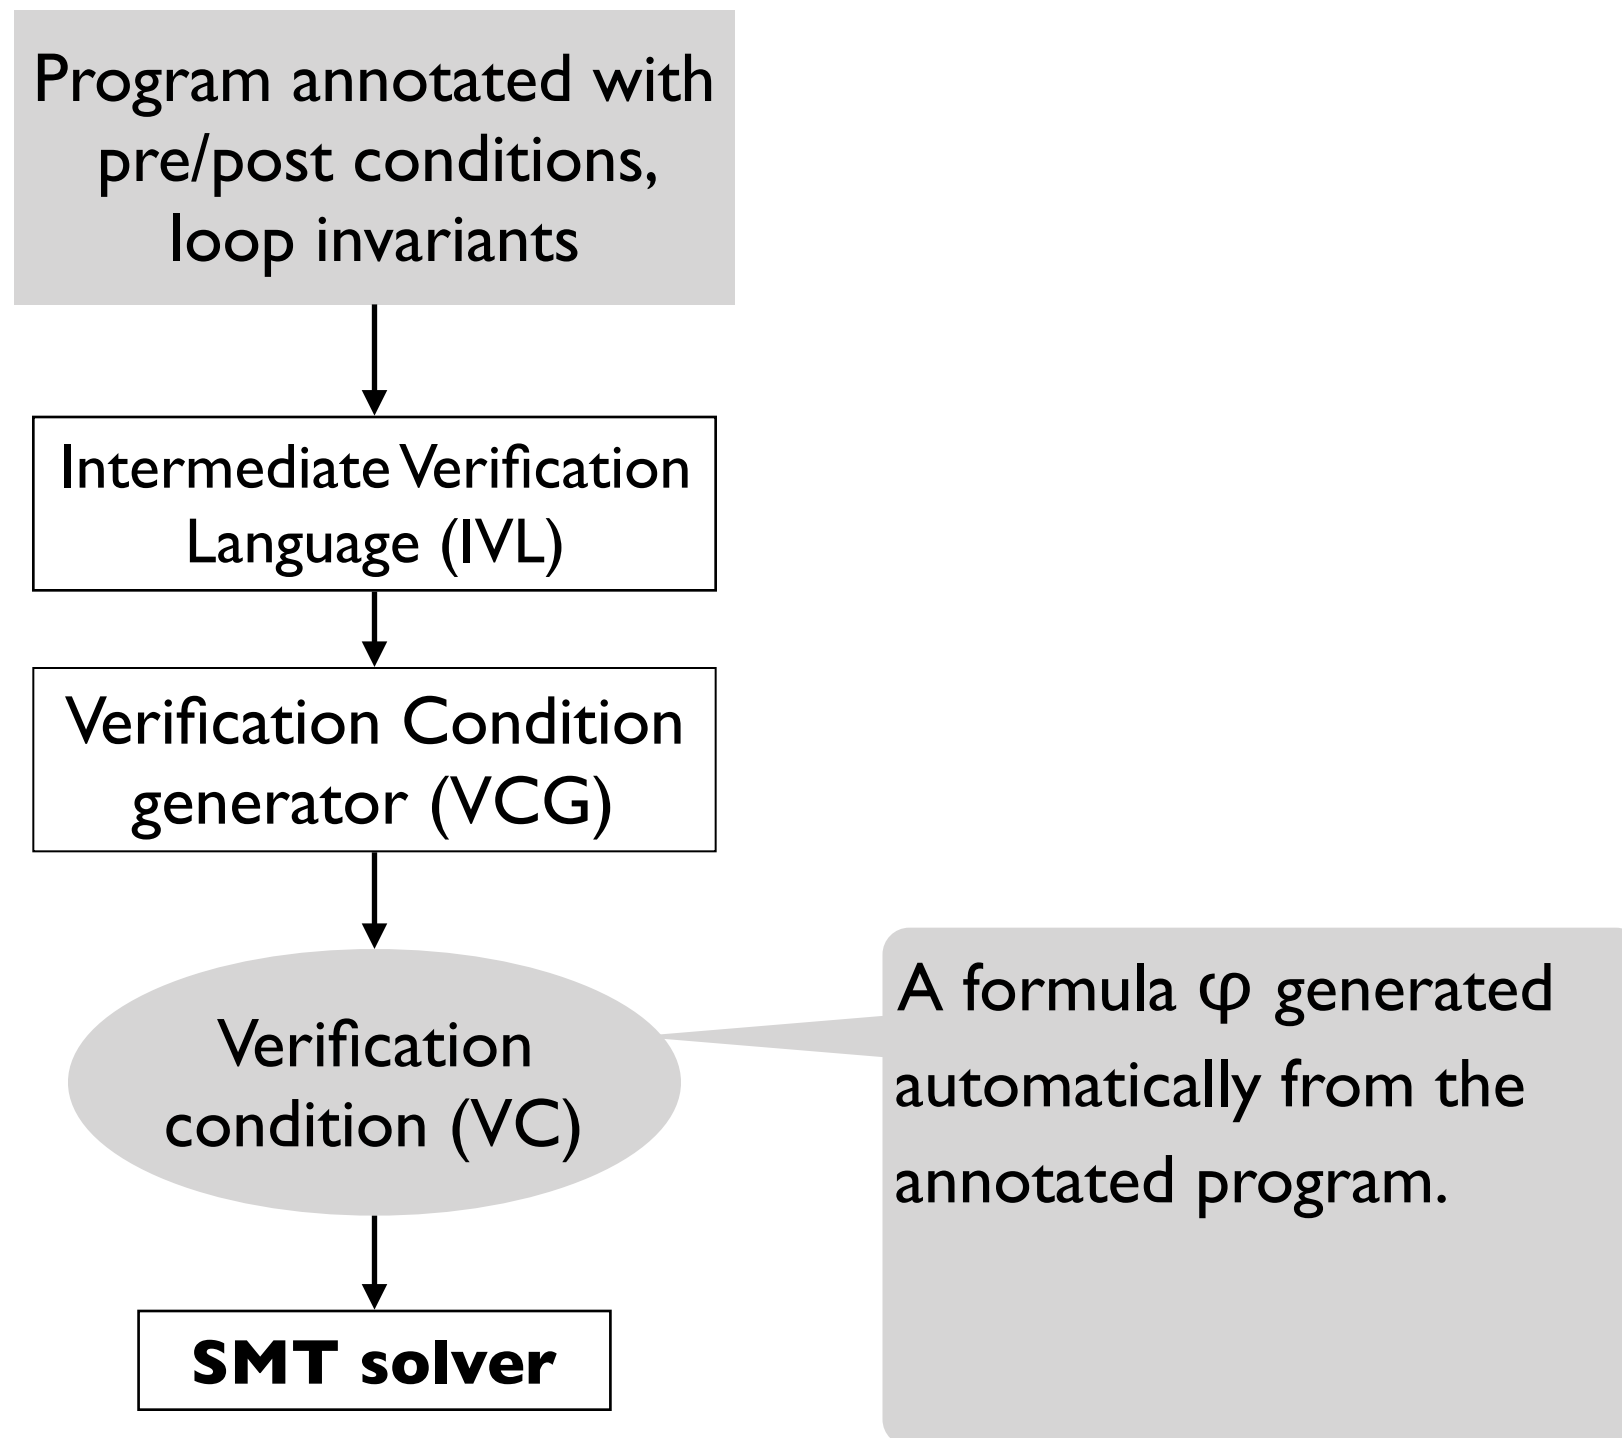 Program annotated with
pre/post conditions,
loop invariants
Intermediate Verification
Language (IVL)
Verification Condition
generator (VCG)
Verification
condition (VC)
A formula φ generated
automatically from the
annotated program.
SMT solver